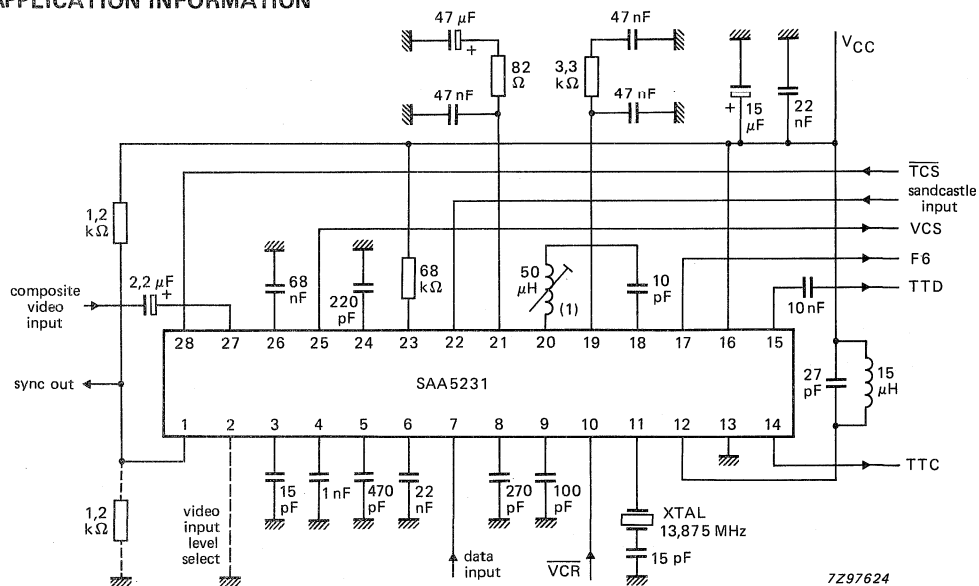 APPLICATION INFORMATION
47 µF
+
82
Ω
47 nF
47 nF
3,3
kΩ
47 nF
+ 15
µF
22
nF
VCC
TCS
sandcastle
input
VCS
F6
TTD
10 nF
1,2
kΩ
2,2 µF
+
composite
video
input
68
nF
220
pF
68
kΩ
50
µH
(1)
10
pF
28 27 26 25 24 23 22 21 20 19 18 17 16 15
SAA5231
sync out
27
pF
15
µH
1 2 3 4 5 6 7 8 9 10 11 12 13 14
TTC
1,2
kΩ
video
input
level
select
15
pF
1 nF
470
pF
22
nF
data
input
270
pF
100
pF
VCR
XTAL
13,875 MHz
15 pF
7Z97624